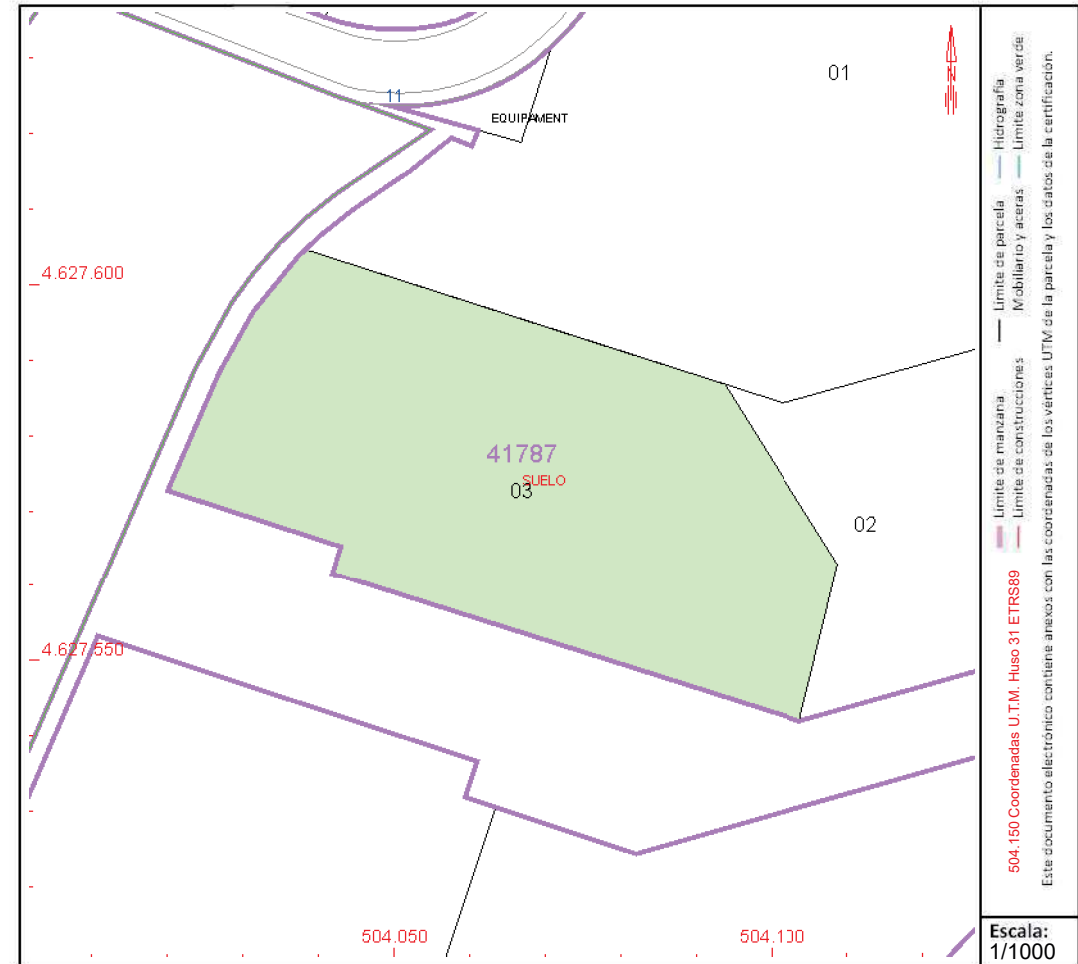 01
11
EQUIPAMENT
4.627.600
41787
SUELO
03
02
4.627.550
504.050
504.100
N
Límite de manzana
Límite de parcela
Hidrografía
Límite de construcciones
Mobiliario y aceras
Límite zona verde
504.150 Coordenadas U.T.M. Huso 31 ETRS89
Este documento electrónico contiene anexos con las coordenadas de los vértices UTM de la parcela y los datos de la certificación.
Escala:
1/1000